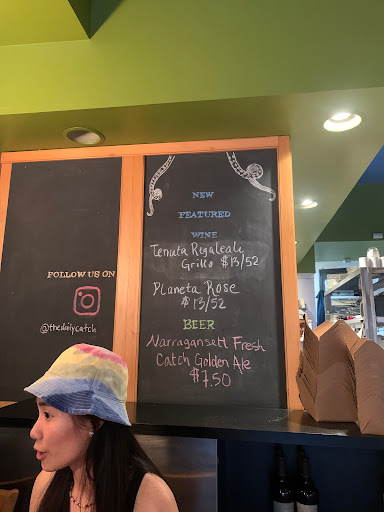 FOLLOW US ON
@thedailycatch
NEW
FEATURED
WINE
Tenuta Regaleale
Grillo $13/52
Planeta Rose
$13/52
BEER
Narragansett Fresh
Catch Golden Ale
$7.50